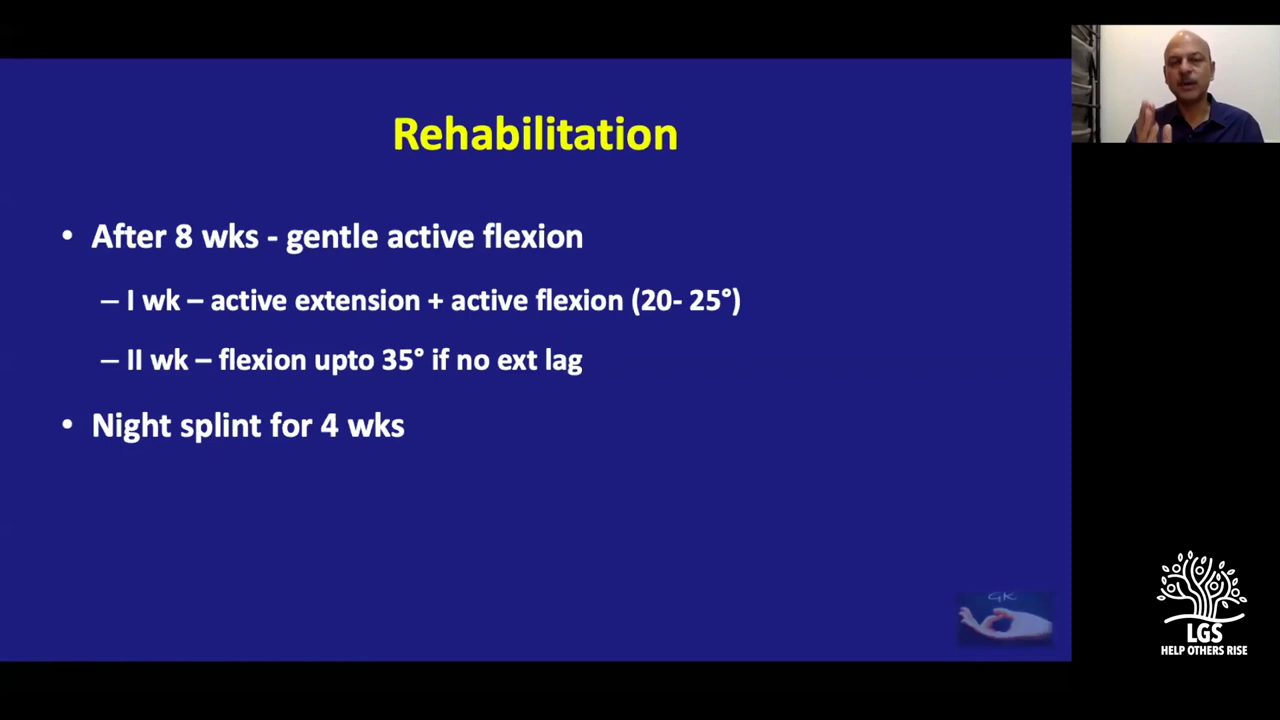 Rehabilitation
• After 8 wks - gentle active flexion
– I wk – active extension + active flexion (20- 25°)
– II wk – flexion upto 35° if no ext lag
• Night splint for 4 wks
GK
LGS
HELP OTHERS RISE